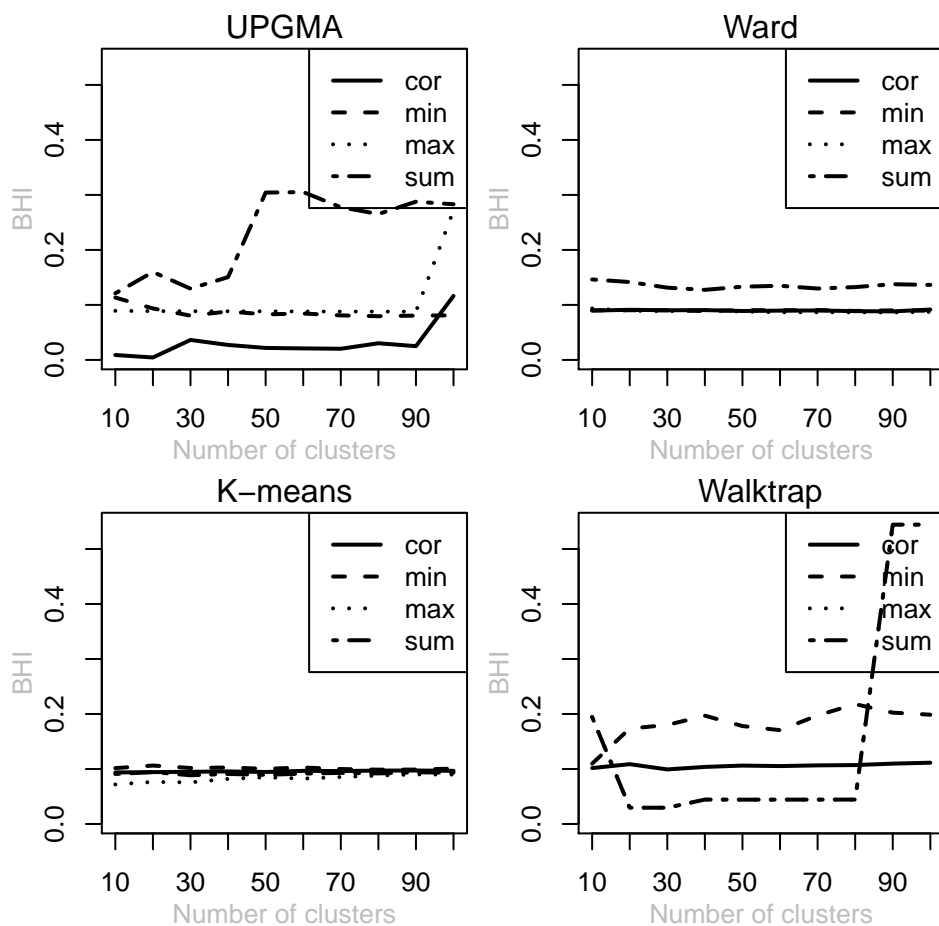 UPGMA
cor
min
max
sum
0.0 0.2 0.4
BHI
10 30 50 70 90
Number of clusters
Ward
cor
min
max
sum
0.0 0.2 0.4
BHI
10 30 50 70 90
Number of clusters
K−means
cor
min
max
sum
0.0 0.2 0.4
BHI
10 30 50 70 90
Number of clusters
Walktrap
cor
min
max
sum
0.0 0.2 0.4
BHI
10 30 50 70 90
Number of clusters